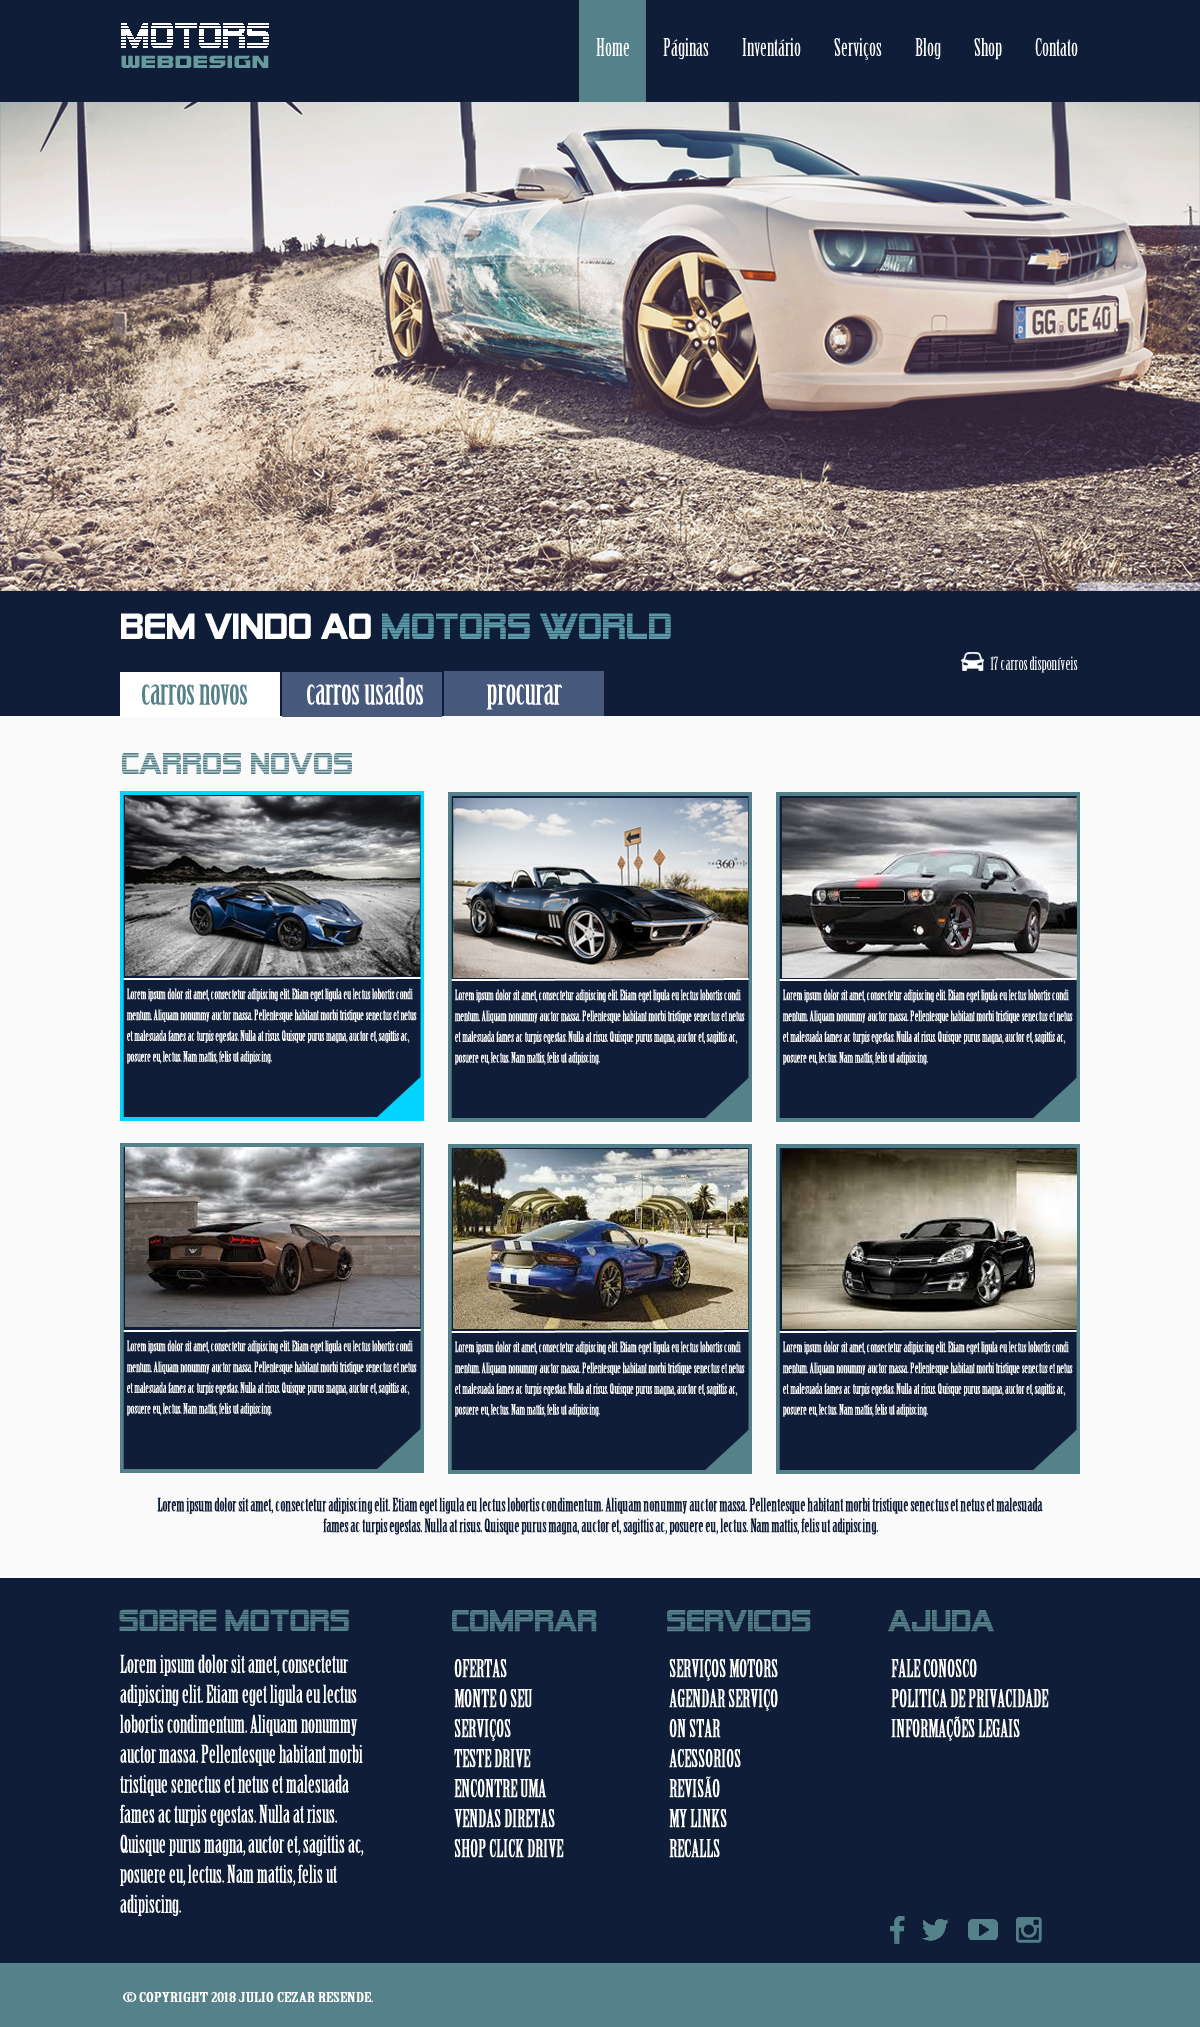 MOTORS
WEBDESIGN
Home Páginas Inventário Serviços Blog Shop Contato
GG CE 40
BEM VINDO AO MOTORS WORLD
17 carros disponíveis
carros novos carros usados procurar
CARROS NOVOS
360°
Lorem ipsum dolor sit amet, consectetur adipiscing elit. Etiam eget ligula eu lectus lobortis condi
mentum. Aliquam nonummy auctor massa. Pellentesque habitant morbi tristique senectus et netus
et malesuada fames ac turpis egestas. Nulla at risus. Quisque purus magna, auctor et, sagittis ac,
posuere eu, lectus. Nam mattis, felis ut adipiscing.
Lorem ipsum dolor sit amet, consectetur adipiscing elit. Etiam eget ligula eu lectus lobortis condi
mentum. Aliquam nonummy auctor massa. Pellentesque habitant morbi tristique senectus et netus
et malesuada fames ac turpis egestas. Nulla at risus. Quisque purus magna, auctor et, sagittis ac,
posuere eu, lectus. Nam mattis, felis ut adipiscing.
Lorem ipsum dolor sit amet, consectetur adipiscing elit. Etiam eget ligula eu lectus lobortis condi
mentum. Aliquam nonummy auctor massa. Pellentesque habitant morbi tristique senectus et netus
et malesuada fames ac turpis egestas. Nulla at risus. Quisque purus magna, auctor et, sagittis ac,
posuere eu, lectus. Nam mattis, felis ut adipiscing.
Lorem ipsum dolor sit amet, consectetur adipiscing elit. Etiam eget ligula eu lectus lobortis condi
mentum. Aliquam nonummy auctor massa. Pellentesque habitant morbi tristique senectus et netus
et malesuada fames ac turpis egestas. Nulla at risus. Quisque purus magna, auctor et, sagittis ac,
posuere eu, lectus. Nam mattis, felis ut adipiscing.
Lorem ipsum dolor sit amet, consectetur adipiscing elit. Etiam eget ligula eu lectus lobortis condi
mentum. Aliquam nonummy auctor massa. Pellentesque habitant morbi tristique senectus et netus
et malesuada fames ac turpis egestas. Nulla at risus. Quisque purus magna, auctor et, sagittis ac,
posuere eu, lectus. Nam mattis, felis ut adipiscing.
Lorem ipsum dolor sit amet, consectetur adipiscing elit. Etiam eget ligula eu lectus lobortis condi
mentum. Aliquam nonummy auctor massa. Pellentesque habitant morbi tristique senectus et netus
et malesuada fames ac turpis egestas. Nulla at risus. Quisque purus magna, auctor et, sagittis ac,
posuere eu, lectus. Nam mattis, felis ut adipiscing.
Lorem ipsum dolor sit amet, consectetur adipiscing elit. Etiam eget ligula eu lectus lobortis condimentum. Aliquam nonummy auctor massa. Pellentesque habitant morbi tristique senectus et netus et malesuada
fames ac turpis egestas. Nulla at risus. Quisque purus magna, auctor et, sagittis ac, posuere eu, lectus. Nam mattis, felis ut adipiscing.
SOBRE MOTORS
Lorem ipsum dolor sit amet, consectetur
adipiscing elit. Etiam eget ligula eu lectus
lobortis condimentum. Aliquam nonummy
auctor massa. Pellentesque habitant morbi
tristique senectus et netus et malesuada
fames ac turpis egestas. Nulla at risus.
Quisque purus magna, auctor et, sagittis ac,
posuere eu, lectus. Nam mattis, felis ut
adipiscing.
COMPRAR
OFERTAS
MONTE O SEU
SERVIÇOS
TESTE DRIVE
ENCONTRE UMA
VENDAS DIRETAS
SHOP CLICK DRIVE
SERVICOS
SERVIÇOS MOTORS
AGENDAR SERVIÇO
ON STAR
ACESSORIOS
REVISÃO
MY LINKS
RECALLS
AJUDA
FALE CONOSCO
POLITICA DE PRIVACIDADE
INFORMAÇÕES LEGAIS
© COPYRIGHT 2018 JULIO CEZAR RESENDE.